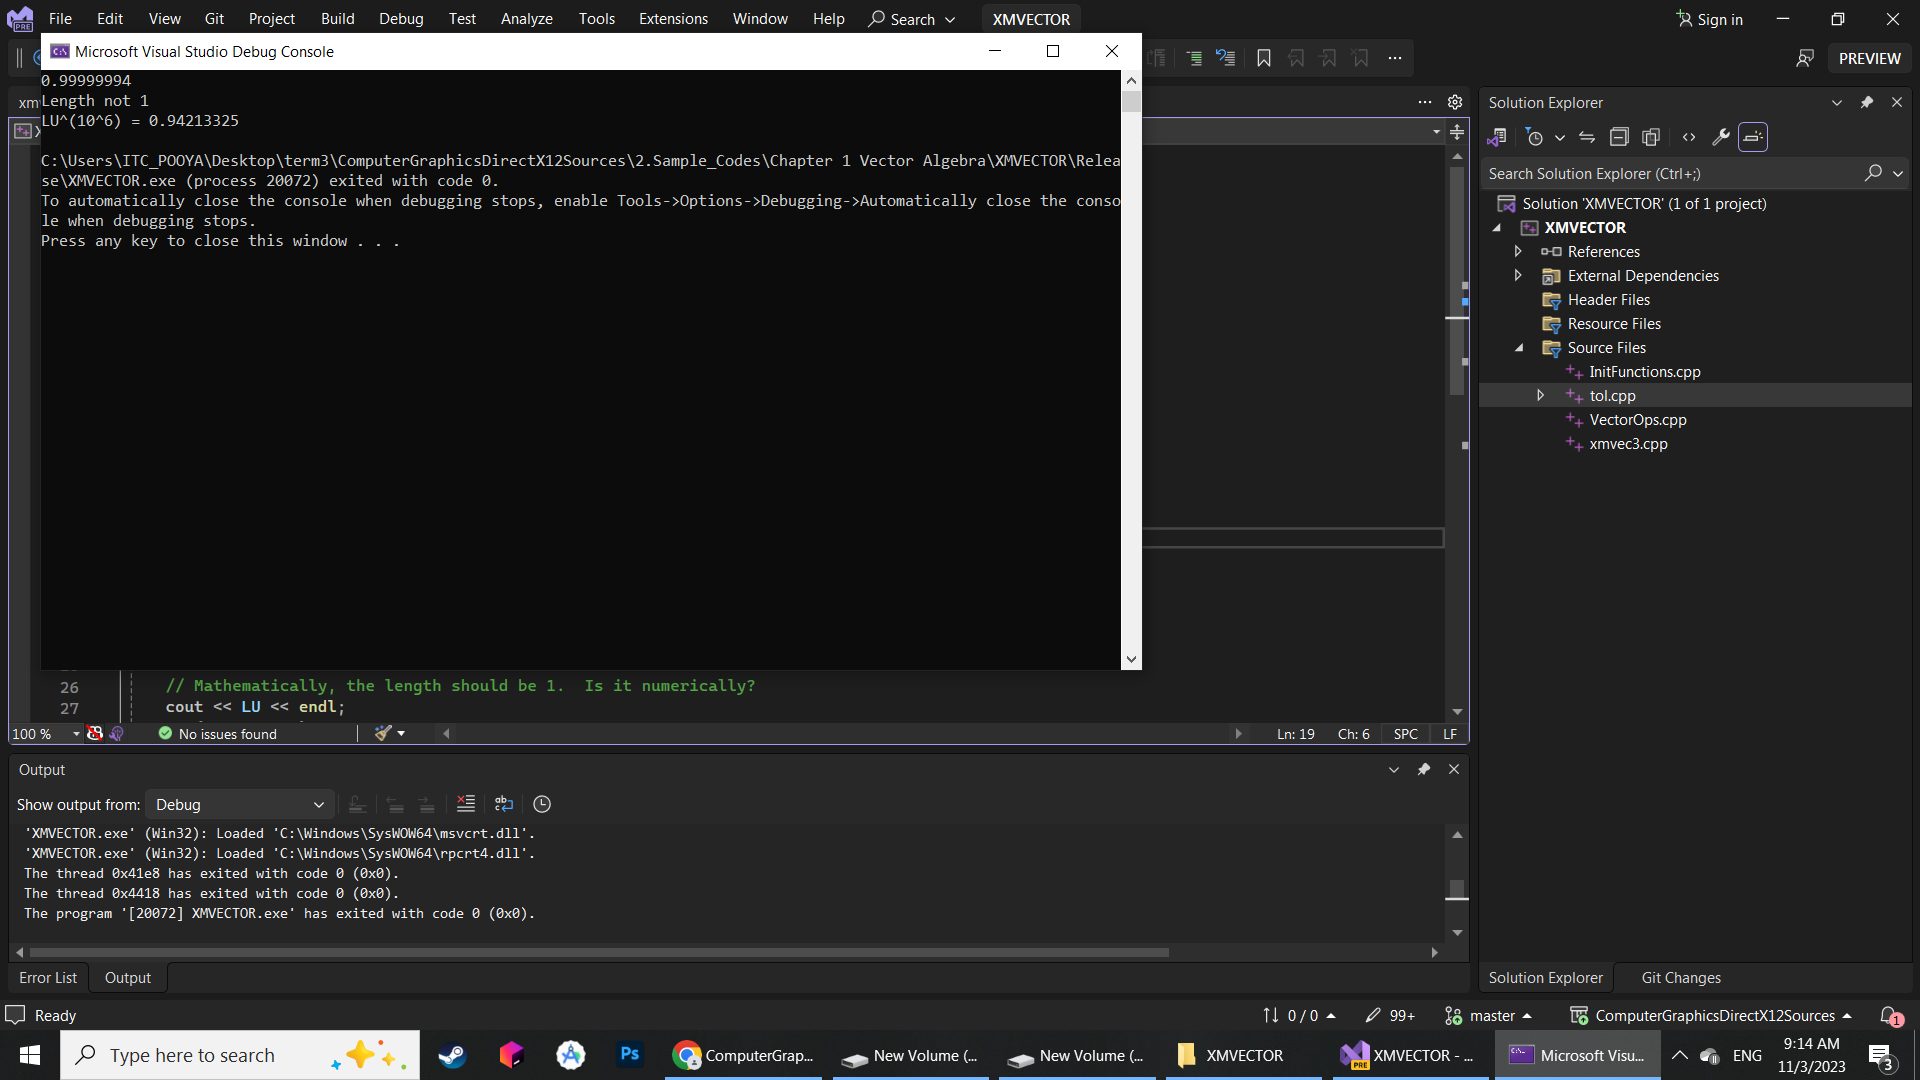 File Edit View Git Project Build Debug Test Analyze Tools Extensions Window Help Search XMVECTOR Sign in
PRE
Microsoft Visual Studio Debug Console
PREVIEW
0.99999994
Length not 1
LU^(10^6) = 0.94213325
C:\Users\ITC_POOYA\Desktop\term3\ComputerGraphicsDirectX12Sources\2.Sample_Codes\Chapter 1 Vector Algebra\XMVECTOR\Relea
se\XMVECTOR.exe (process 20072) exited with code 0.
To automatically close the console when debugging stops, enable Tools->Options->Debugging->Automatically close the conso
le when debugging stops.
Press any key to close this window . . .
xm
26 // Mathematically, the length should be 1.  Is it numerically?
27 cout << LU << endl;
100 % No issues found Ln: 19 Ch: 6 SPC LF
Output
Show output from: Debug
'XMVECTOR.exe' (Win32): Loaded 'C:\Windows\SysWOW64\msvcrt.dll'.
'XMVECTOR.exe' (Win32): Loaded 'C:\Windows\SysWOW64\rpcrt4.dll'.
The thread 0x41e8 has exited with code 0 (0x0).
The thread 0x4418 has exited with code 0 (0x0).
The program '[20072] XMVECTOR.exe' has exited with code 0 (0x0).
Error List Output
Solution Explorer
Search Solution Explorer (Ctrl+;)
Solution 'XMVECTOR' (1 of 1 project)
XMVECTOR
References
External Dependencies
Header Files
Resource Files
Source Files
InitFunctions.cpp
tol.cpp
VectorOps.cpp
xmvec3.cpp
Solution Explorer Git Changes
Ready 0 / 0 99+ master ComputerGraphicsDirectX12Sources 1
Type here to search Ps ComputerGrap... New Volume (... New Volume (... XMVECTOR PRE XMVECTOR - ... Microsoft Visu... ENG 9:14 AM
11/3/2023 3